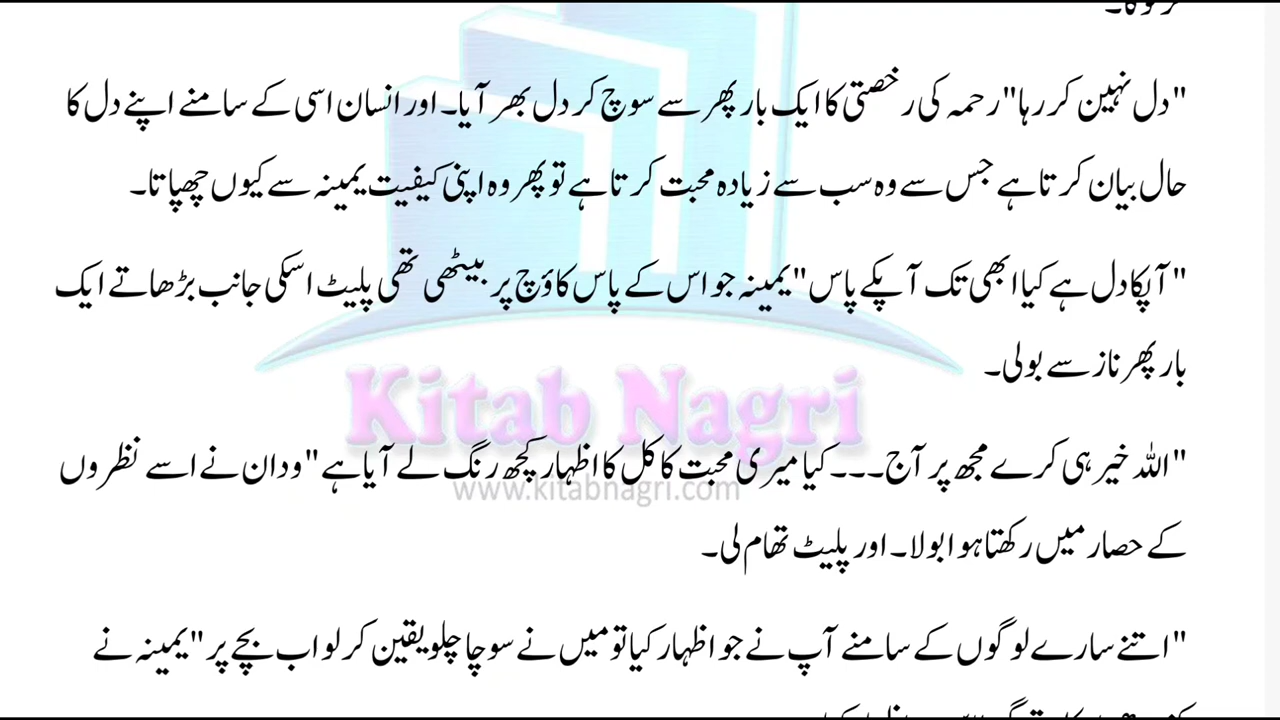 "دل نہین کر رہا" رحمہ کی رخصتی کا ایک بار پھر سے سوچ کر دل بھر آیا۔ اور انسان اسی کے سامنے اپنے دل کا
حال بیان کرتا ہے جس سے وہ سب سے زیادہ محبت کرتا ہے تو پھر وہ اپنی کیفیت یمینہ سے کیوں چھپاتا۔
"آپکا دل ہے کیا ابھی تک آپکے پاس" یمینہ جو اس کے پاس کاؤچ پر بیٹھی تھی پلیٹ اسکی جانب بڑھاتے ایک
بار پھر ناز سے بولی۔
Kitab Nagri
"اللہ خیر ہی کرے مجھ پر آج۔۔۔ کیا میری محبت کا کل کا اظہار کچھ رنگ لے آیا ہے" ودان نے اسے نظروں
www.kitabnagri.com
کے حصار میں رکھتا ہوا بولا۔ اور پلیٹ تھام لی۔
"اتنے سارے لوگوں کے سامنے آپ نے جو اظہار کیا تو میں نے سوچا چلو یقین کر لو اب بچے پر" یمینہ نے